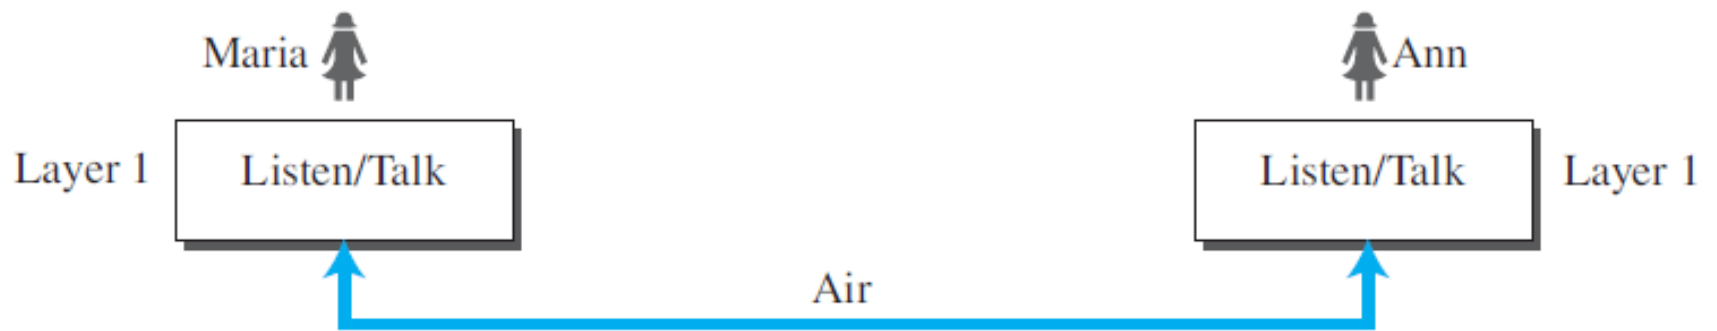 Maria
Ann
Layer 1
Listen/Talk
Listen/Talk
Layer 1
Air